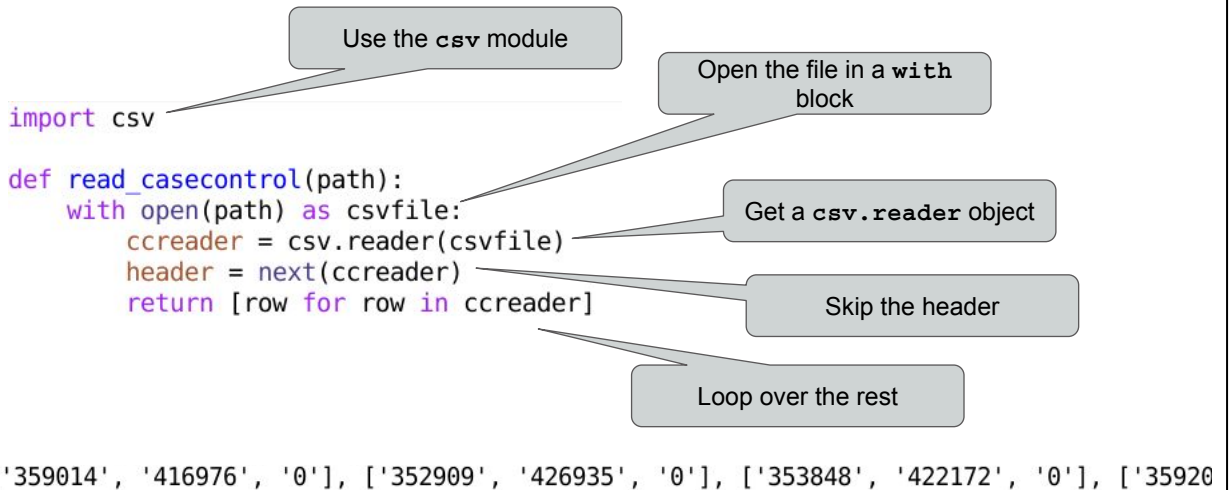 Use the csv module
Open the file in a with
block
import csv
def read_casecontrol(path):
    with open(path) as csvfile:
        ccreader = csv.reader(csvfile)
        header = next(ccreader)
        return [row for row in ccreader]
Get a csv.reader object
Skip the header
Loop over the rest
'359014', '416976', '0'], ['352909', '426935', '0'], ['353848', '422172', '0'], ['35920